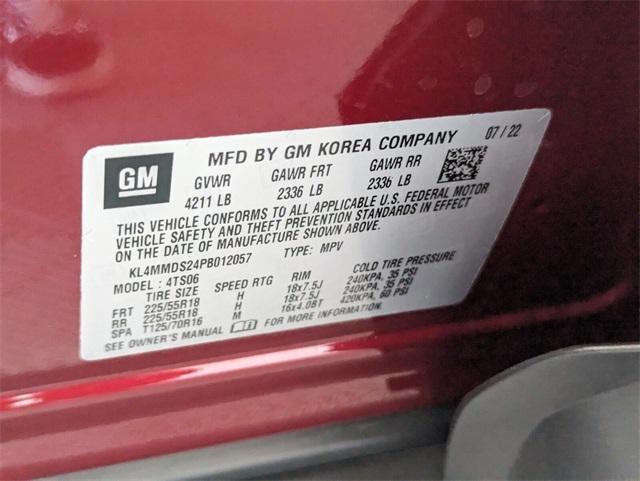 GM
MFD BY GM KOREA COMPANY 07/22
GVWR GAWR FRT GAWR RR
4211 LB 2336 LB 2336 LB
THIS VEHICLE CONFORMS TO ALL APPLICABLE U.S. FEDERAL MOTOR
VEHICLE SAFETY AND THEFT PREVENTION STANDARDS IN EFFECT
ON THE DATE OF MANUFACTURE SHOWN ABOVE.
KL4MMDS24PB012057 TYPE: MPV
MODEL: 4TS06
TIRE SIZE SPEED RTG RIM COLD TIRE PRESSURE
FRT 225/55R18 H 18x7.5J 240KPA, 35 PSI
RR 225/55R18 H 18x7.5J 240KPA, 35 PSI
SPA T125/70R16 M 16x4.0BT 420KPA, 60 PSI
SEE OWNER'S MANUAL FOR MORE INFORMATION.